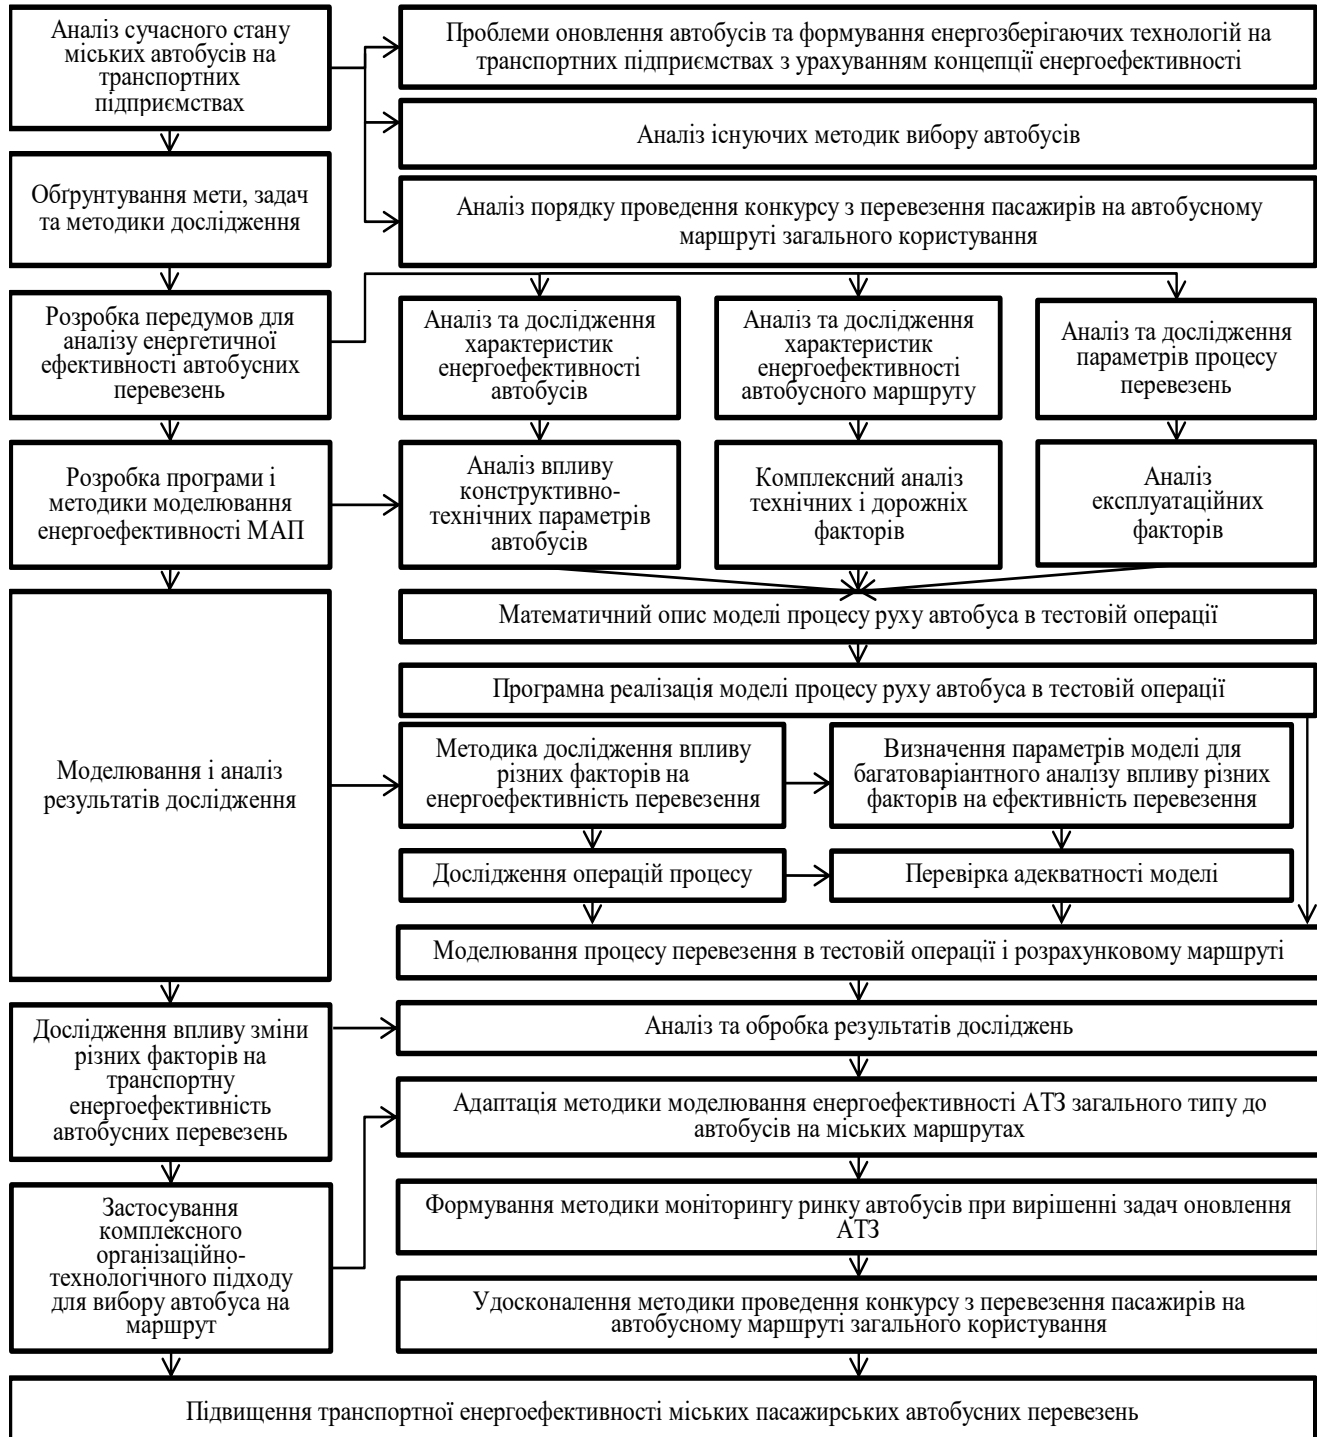 Аналіз сучасного стану
міських автобусів на
транспортних
підприємствах
Проблеми оновлення автобусів та формування енергозберігаючих технологій на
транспортних підприємствах з урахуванням концепції енергоефективності
Аналіз існуючих методик вибору автобусів
Обґрунтування мети, задач
та методики дослідження
Аналіз порядку проведення конкурсу з перевезення пасажирів на автобусному
маршруті загального користування
Розробка передумов для
аналізу енергетичної
ефективності автобусних
перевезень
Аналіз та дослідження
характеристик
енергоефективності
автобусів
Аналіз та дослідження
характеристик
енергоефективності
автобусного маршруту
Аналіз та дослідження
параметрів процесу
перевезень
Розробка програми і
методики моделювання
енергоефективності МАП
Аналіз впливу
конструктивно-
технічних параметрів
автобусів
Комплексний аналіз
технічних і дорожніх
факторів
Аналіз
експлуатаційних
факторів
Математичний опис моделі процесу руху автобуса в тестовій операції
Програмна реалізація моделі процесу руху автобуса в тестовій операції
Моделювання і аналіз
результатів дослідження
Методика дослідження впливу
різних факторів на
енергоефективність перевезення
Визначення параметрів моделі для
багатоваріантного аналізу впливу різних
факторів на ефективність перевезення
Дослідження операцій процесу
Перевірка адекватності моделі
Моделювання процесу перевезення в тестовій операції і розрахунковому маршруті
Дослідження впливу зміни
різних факторів на
транспортну
енергоефективність
автобусних перевезень
Аналіз та обробка результатів досліджень
Адаптація методики моделювання енергоефективності АТЗ загального типу до
автобусів на міських маршрутах
Застосування
комплексного
організаційно-
технологічного підходу
для вибору автобуса на
маршрут
Формування методики моніторингу ринку автобусів при вирішенні задач оновлення
АТЗ
Удосконалення методики проведення конкурсу з перевезення пасажирів на
автобусному маршруті загального користування
Підвищення транспортної енергоефективності міських пасажирських автобусних перевезень